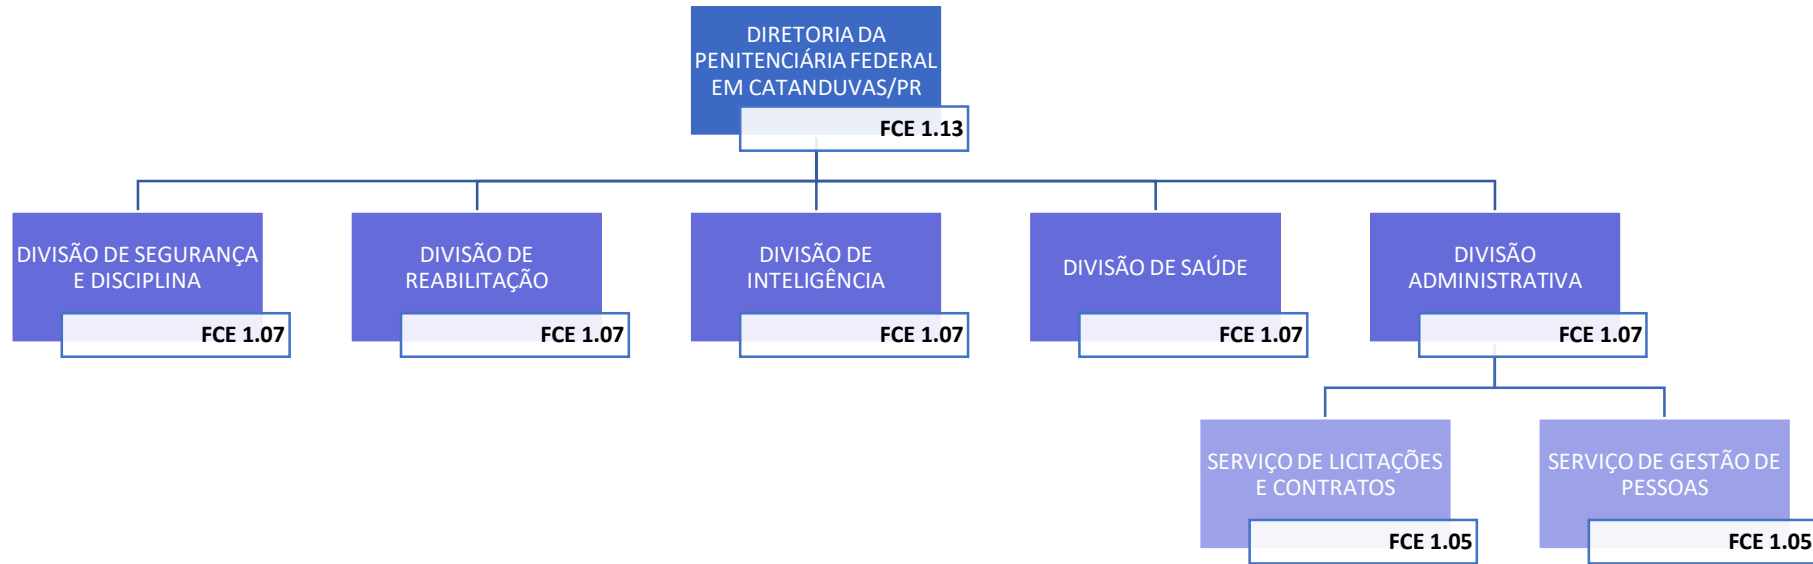 DIRETORIA DA
PENITENCIÁRIA FEDERAL
EM CATANDUVAS/PR
FCE 1.13
DIVISÃO DE SEGURANÇA
E DISCIPLINA
FCE 1.07
DIVISÃO DE
REABILITAÇÃO
FCE 1.07
DIVISÃO DE
INTELIGÊNCIA
FCE 1.07
DIVISÃO DE SAÚDE
FCE 1.07
DIVISÃO
ADMINISTRATIVA
FCE 1.07
SERVIÇO DE LICITAÇÕES
E CONTRATOS
FCE 1.05
SERVIÇO DE GESTÃO DE
PESSOAS
FCE 1.05